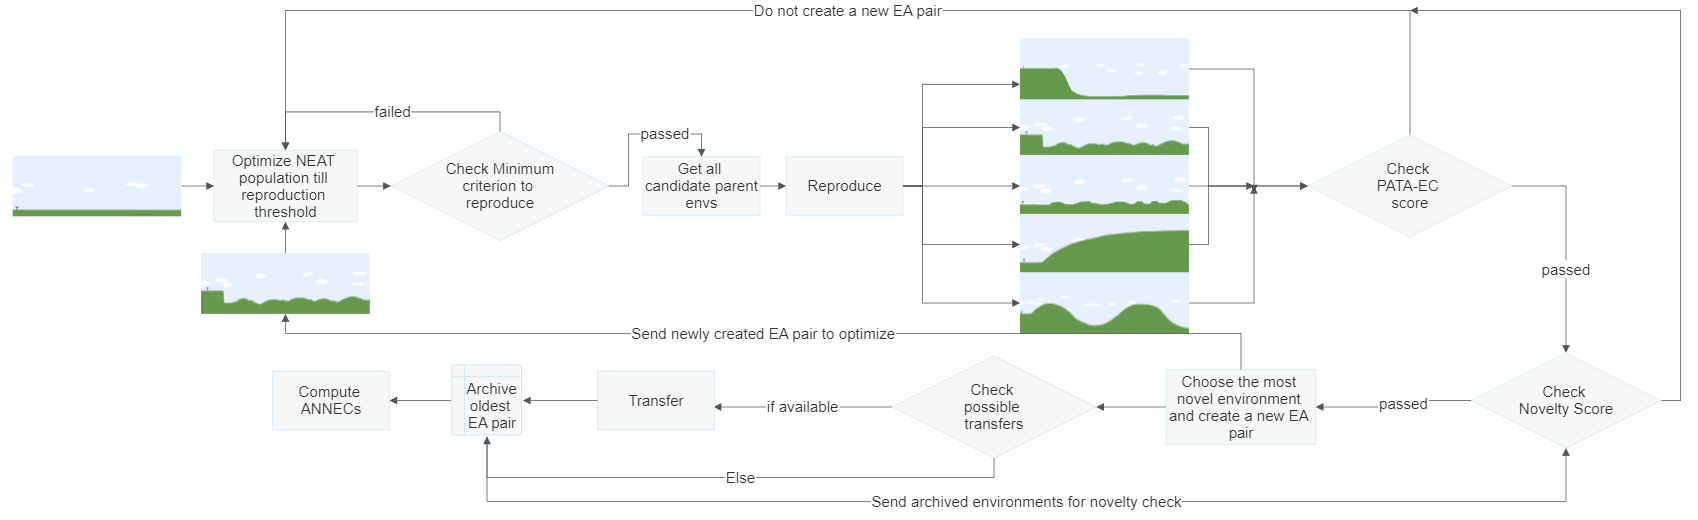 Do not create a new EA pair
failed
passed
Optimize NEAT
population till
reproduction
threshold
Check Minimum
criterion to
reproduce
Get all
candidate parent
envs
Reproduce
Check
PATA-EC
score
passed
Send newly created EA pair to optimize
Compute
ANNECs
Archive
oldest
EA pair
Transfer
if available
Check
possible
transfers
Choose the most
novel environment
and create a new EA
pair
passed
Check
Novelty Score
Else
Send archived environments for novelty check